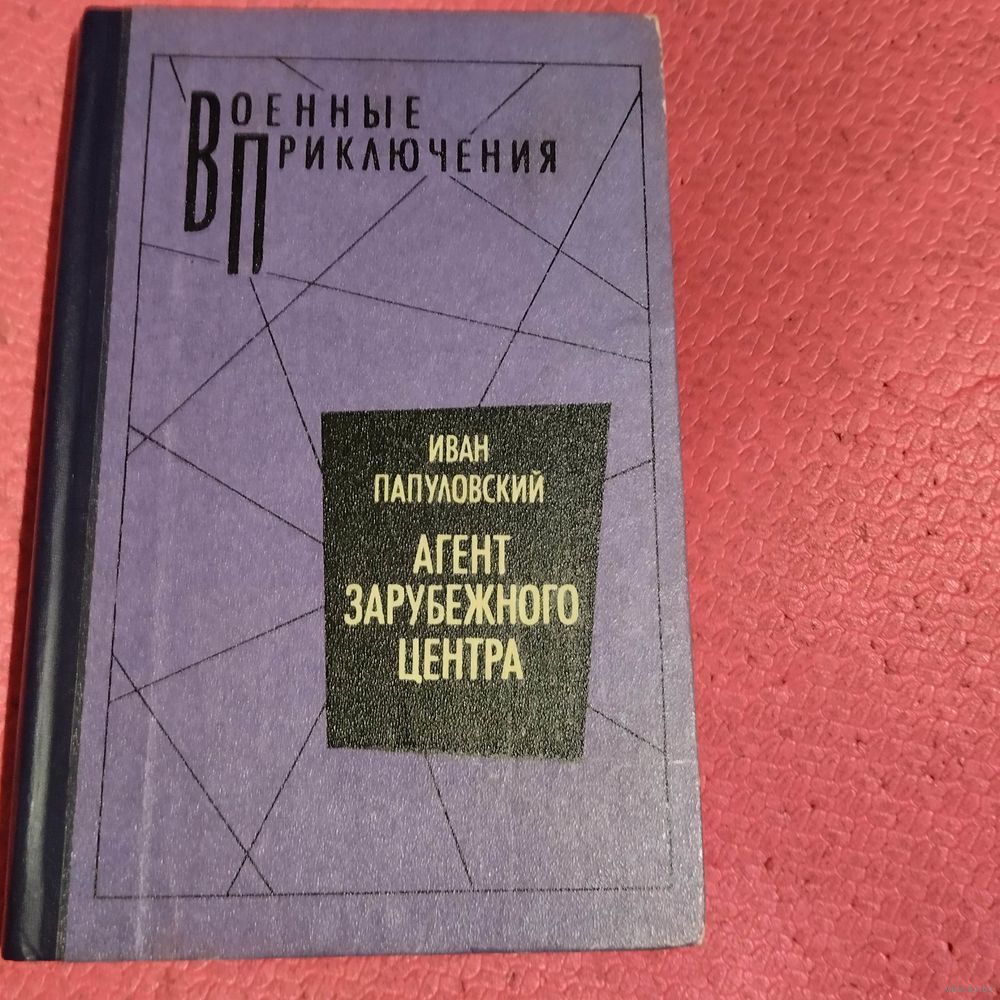 ВОЕННЫЕ
ПРИКЛЮЧЕНИЯ
ИВАН
ПАПУЛОВСКИЙ
АГЕНТ
ЗАРУБЕЖНОГО
ЦЕНТРА